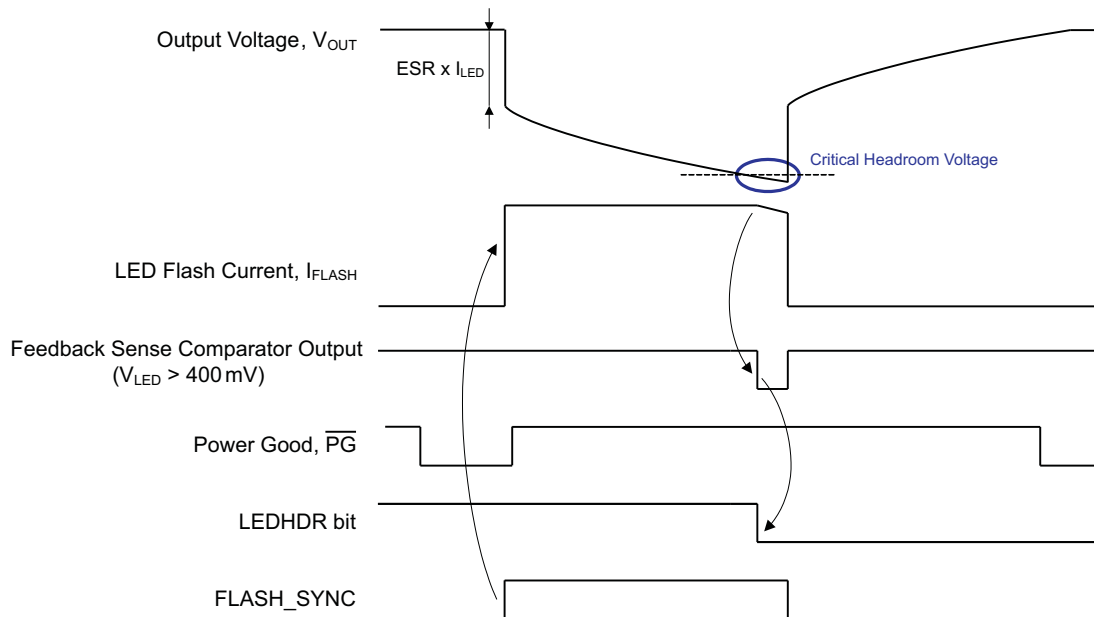 Output Voltage, VOUT
ESR x ILED
Critical Headroom Voltage
LED Flash Current, IFLASH
Feedback Sense Comparator Output
(VLED > 400 mV)
Power Good, P̅G̅
LEDHDR bit
FLASH_SYNC